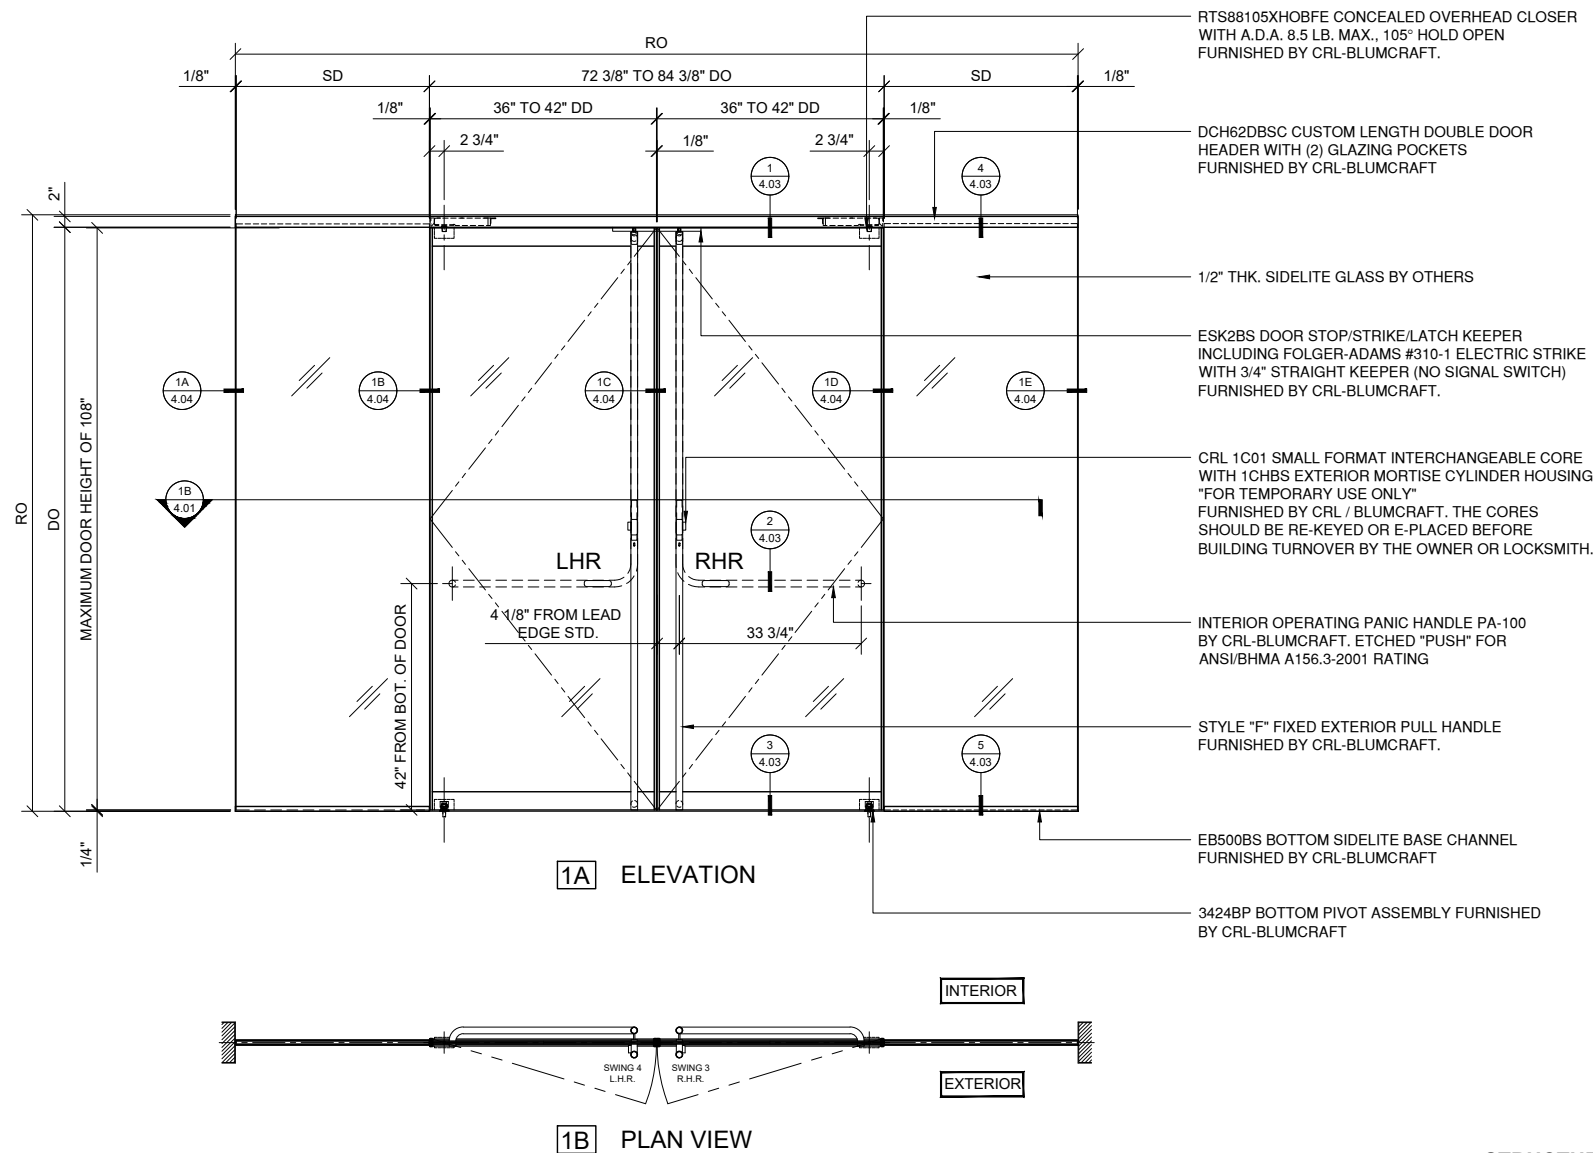 RTS88105XHOBFE CONCEALED OVERHEAD CLOSER
WITH A.D.A. 8.5 LB. MAX., 105° HOLD OPEN
FURNISHED BY CRL-BLUMCRAFT.
RO
1/8" SD 72 3/8" TO 84 3/8" DO SD 1/8"
1/8" 36" TO 42" DD 36" TO 42" DD 1/8"
2 3/4" 1/8" 2 3/4"
DCH62DBSC CUSTOM LENGTH DOUBLE DOOR
HEADER WITH (2) GLAZING POCKETS
FURNISHED BY CRL-BLUMCRAFT
1
4.03
4
4.03
2"
1/2" THK. SIDELITE GLASS BY OTHERS
ESK2BS DOOR STOP/STRIKE/LATCH KEEPER
INCLUDING FOLGER-ADAMS #310-1 ELECTRIC STRIKE
WITH 3/4" STRAIGHT KEEPER (NO SIGNAL SWITCH)
FURNISHED BY CRL-BLUMCRAFT.
1A
4.04
1B
4.04
1C
4.04
1D
4.04
1E
4.04
RO
DO
MAXIMUM DOOR HEIGHT OF 108"
1B
4.01
CRL 1C01 SMALL FORMAT INTERCHANGEABLE CORE
WITH 1CHBS EXTERIOR MORTISE CYLINDER HOUSING
"FOR TEMPORARY USE ONLY"
FURNISHED BY CRL / BLUMCRAFT. THE CORES
SHOULD BE RE-KEYED OR E-PLACED BEFORE
BUILDING TURNOVER BY THE OWNER OR LOCKSMITH.
2
4.03
LHR RHR
42" FROM BOT. OF DOOR
4 1/8" FROM LEAD
EDGE STD.
33 3/4"
INTERIOR OPERATING PANIC HANDLE PA-100
BY CRL-BLUMCRAFT. ETCHED "PUSH" FOR
ANSI/BHMA A156.3-2001 RATING
STYLE "F" FIXED EXTERIOR PULL HANDLE
FURNISHED BY CRL-BLUMCRAFT.
3
4.03
5
4.03
1/4"
EB500BS BOTTOM SIDELITE BASE CHANNEL
FURNISHED BY CRL-BLUMCRAFT
1A ELEVATION
3424BP BOTTOM PIVOT ASSEMBLY FURNISHED
BY CRL-BLUMCRAFT
INTERIOR
SWING 4
L.H.R.
SWING 3
R.H.R.
EXTERIOR
1B PLAN VIEW